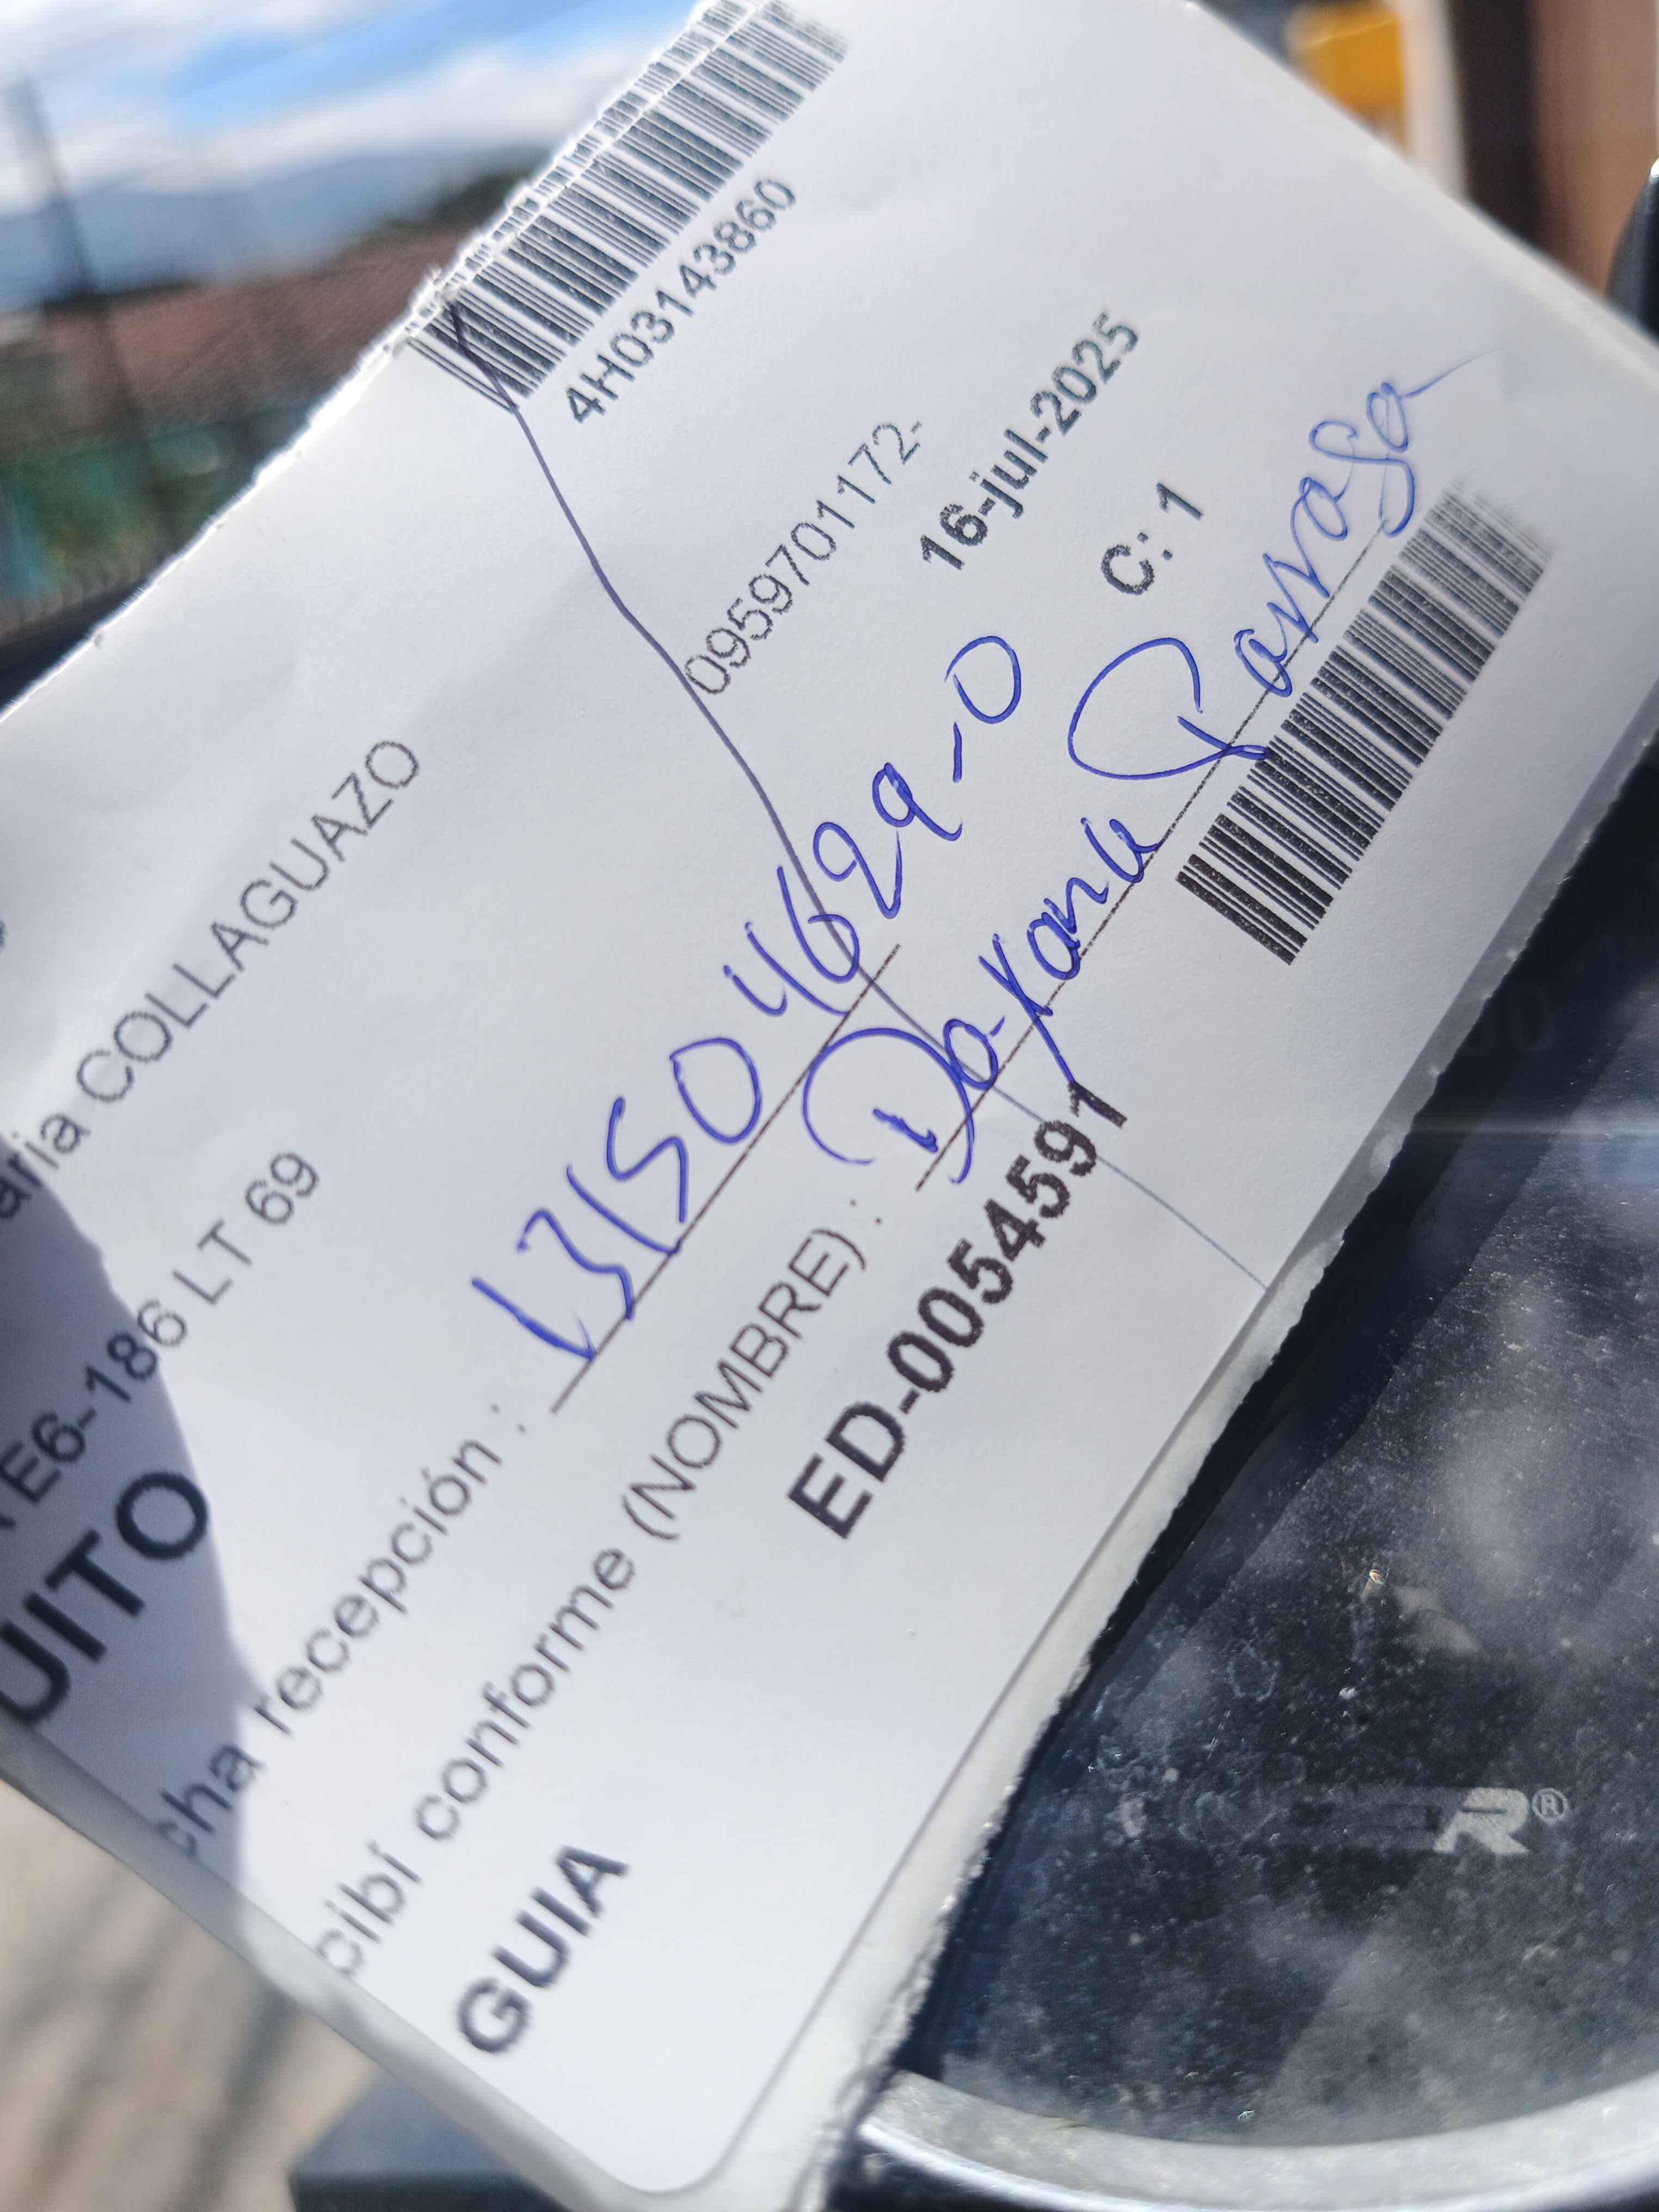 4H03143860
aria COLLAGUAZO
0959701172-
E6-186 LT 69
16-jul-2025
UITO
C: 1
cha recepción : 131504629-0
cibí conforme (NOMBRE) : Dayana Parraga
GUIA
ED-0054591
R®